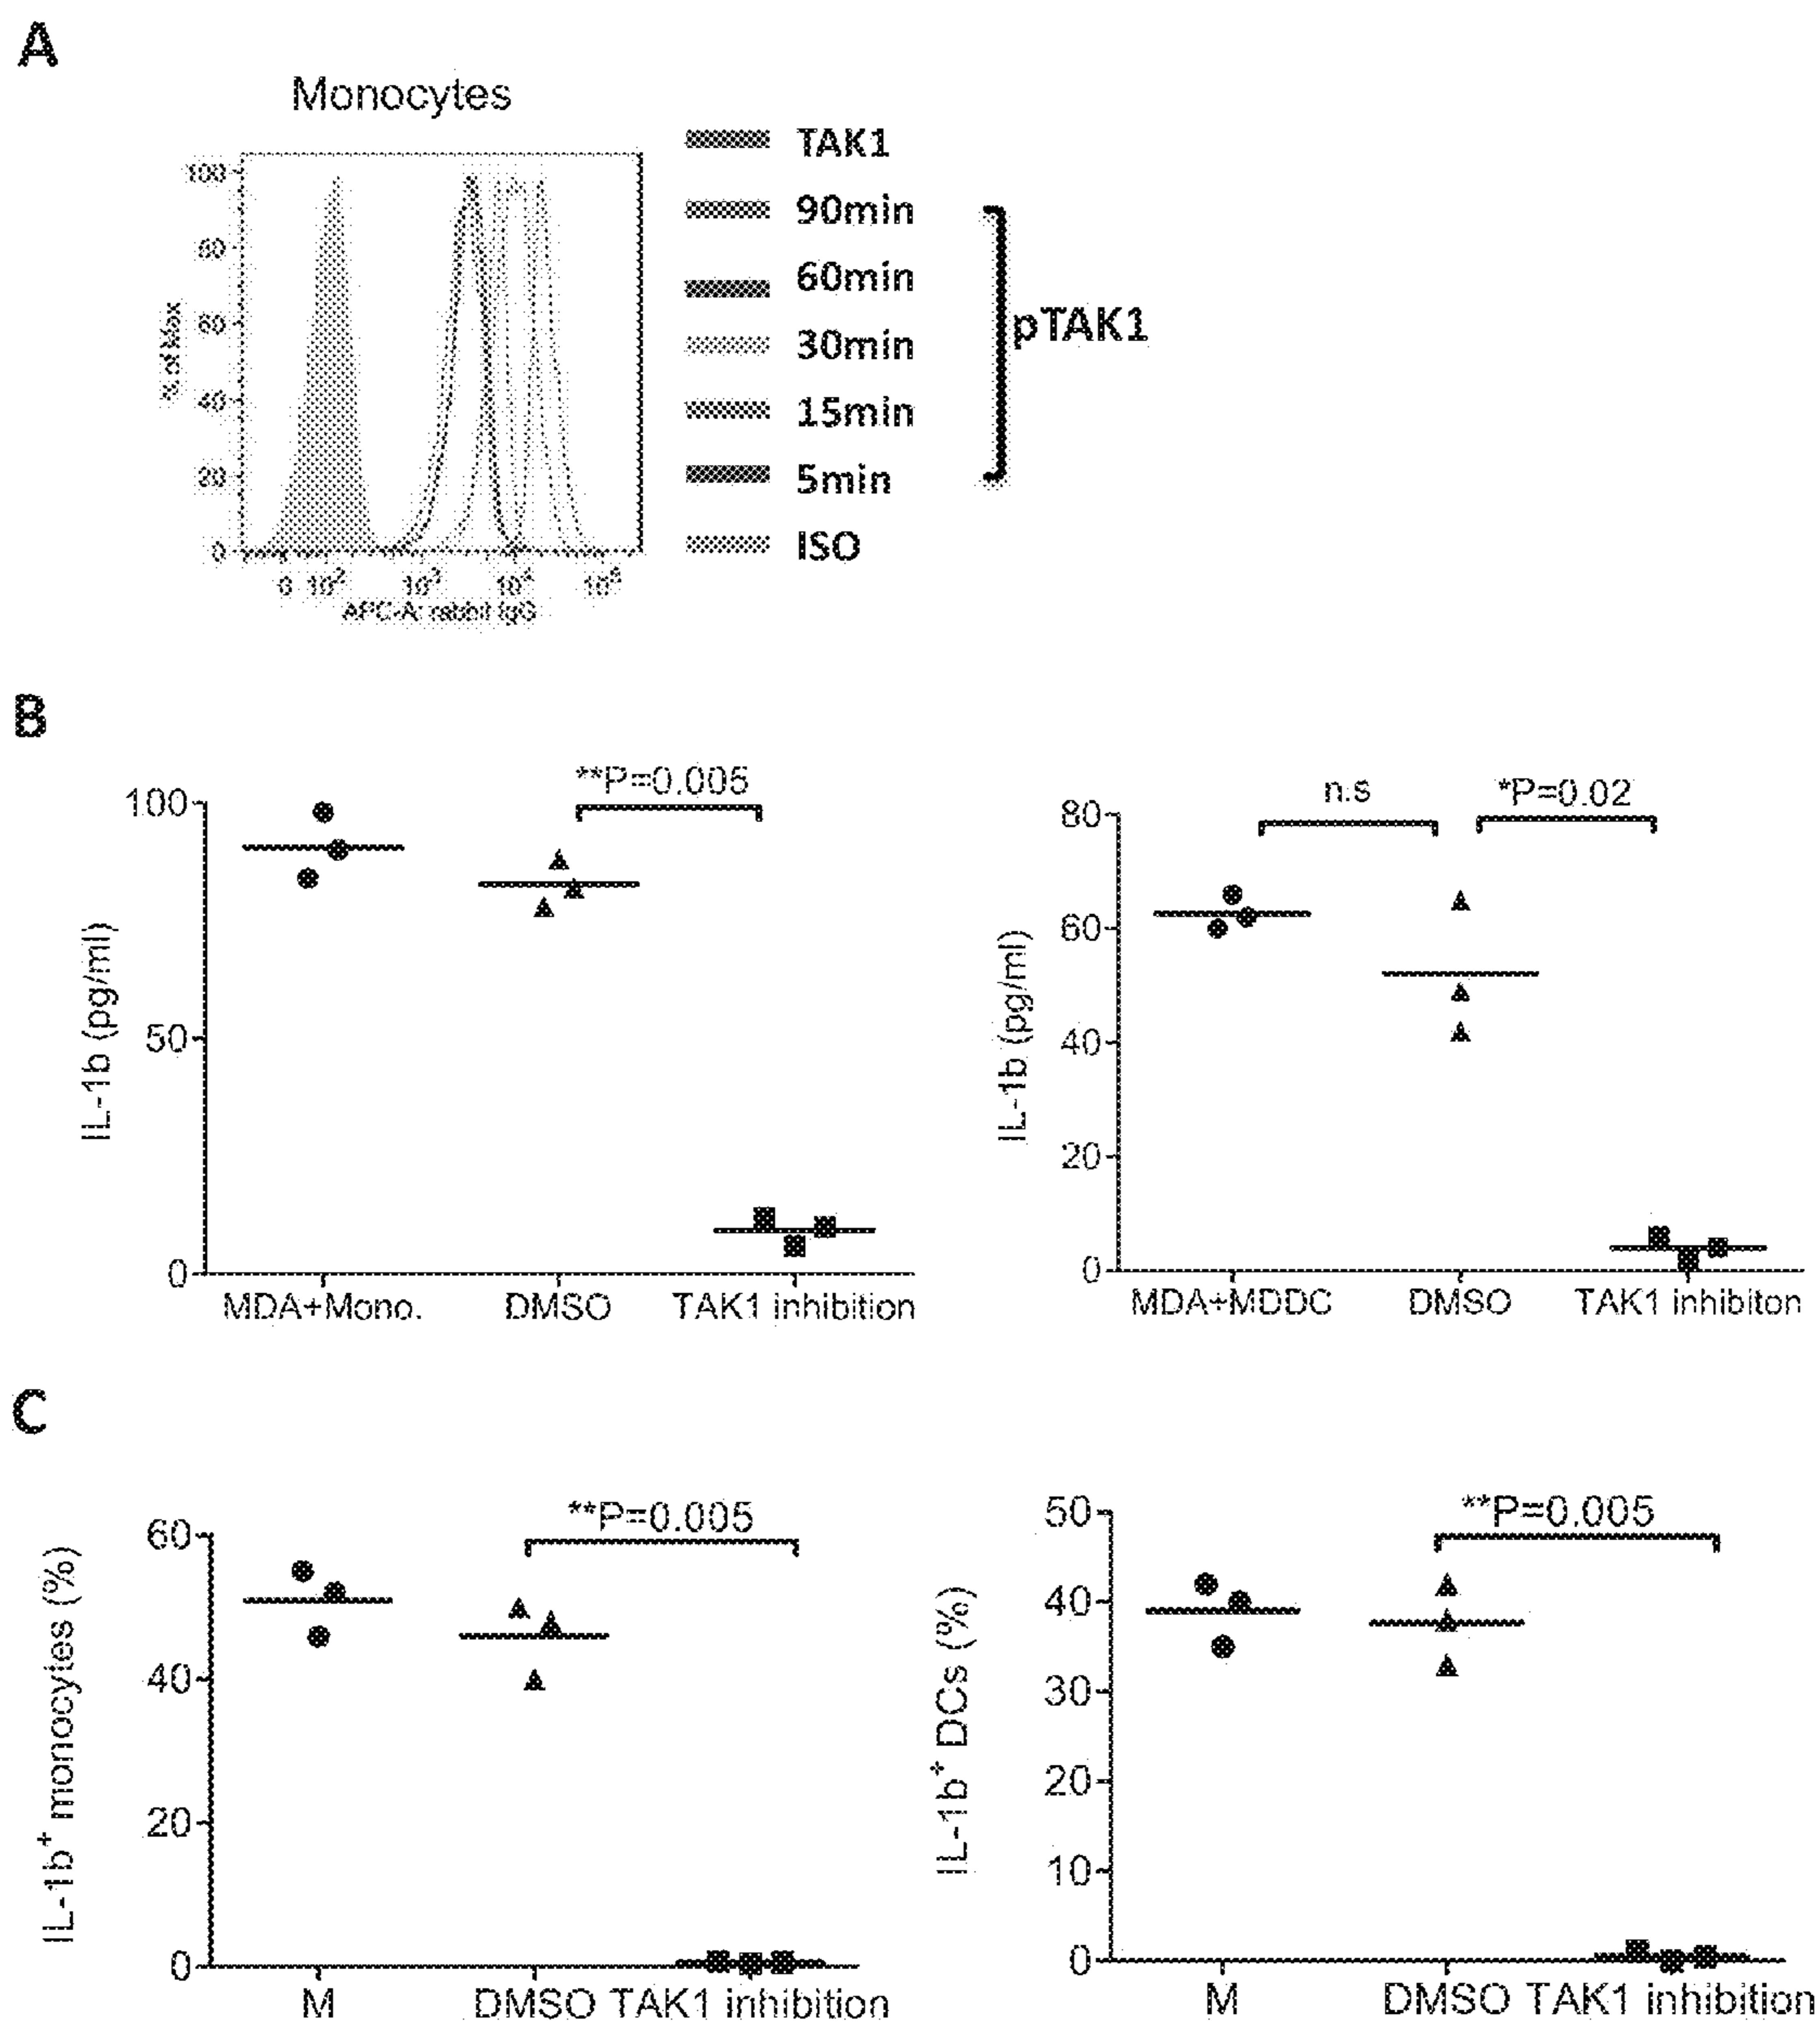 A
Monocytes
100
80
60
40
20
0
% of Max
0 10² 10³ 10⁴ 10⁵
APC-A: rabbit IgG
TAK1
90min
60min
30min
15min
5min
ISO
pTAK1
B
**P=0.005
100
50
0
IL-1b (pg/ml)
MDA+Mono. DMSO TAK1 inhibition
n.s *P=0.02
80
60
40
20
0
IL-1b (pg/ml)
MDA+MDDC DMSO TAK1 inhibiton
C
**P=0.005
60
40
20
0
IL-1b⁺ monocytes (%)
M DMSO TAK1 inhibition
**P=0.005
50
40
30
20
10
0
IL-1b⁺ DCs (%)
M DMSO TAK1 inhibition